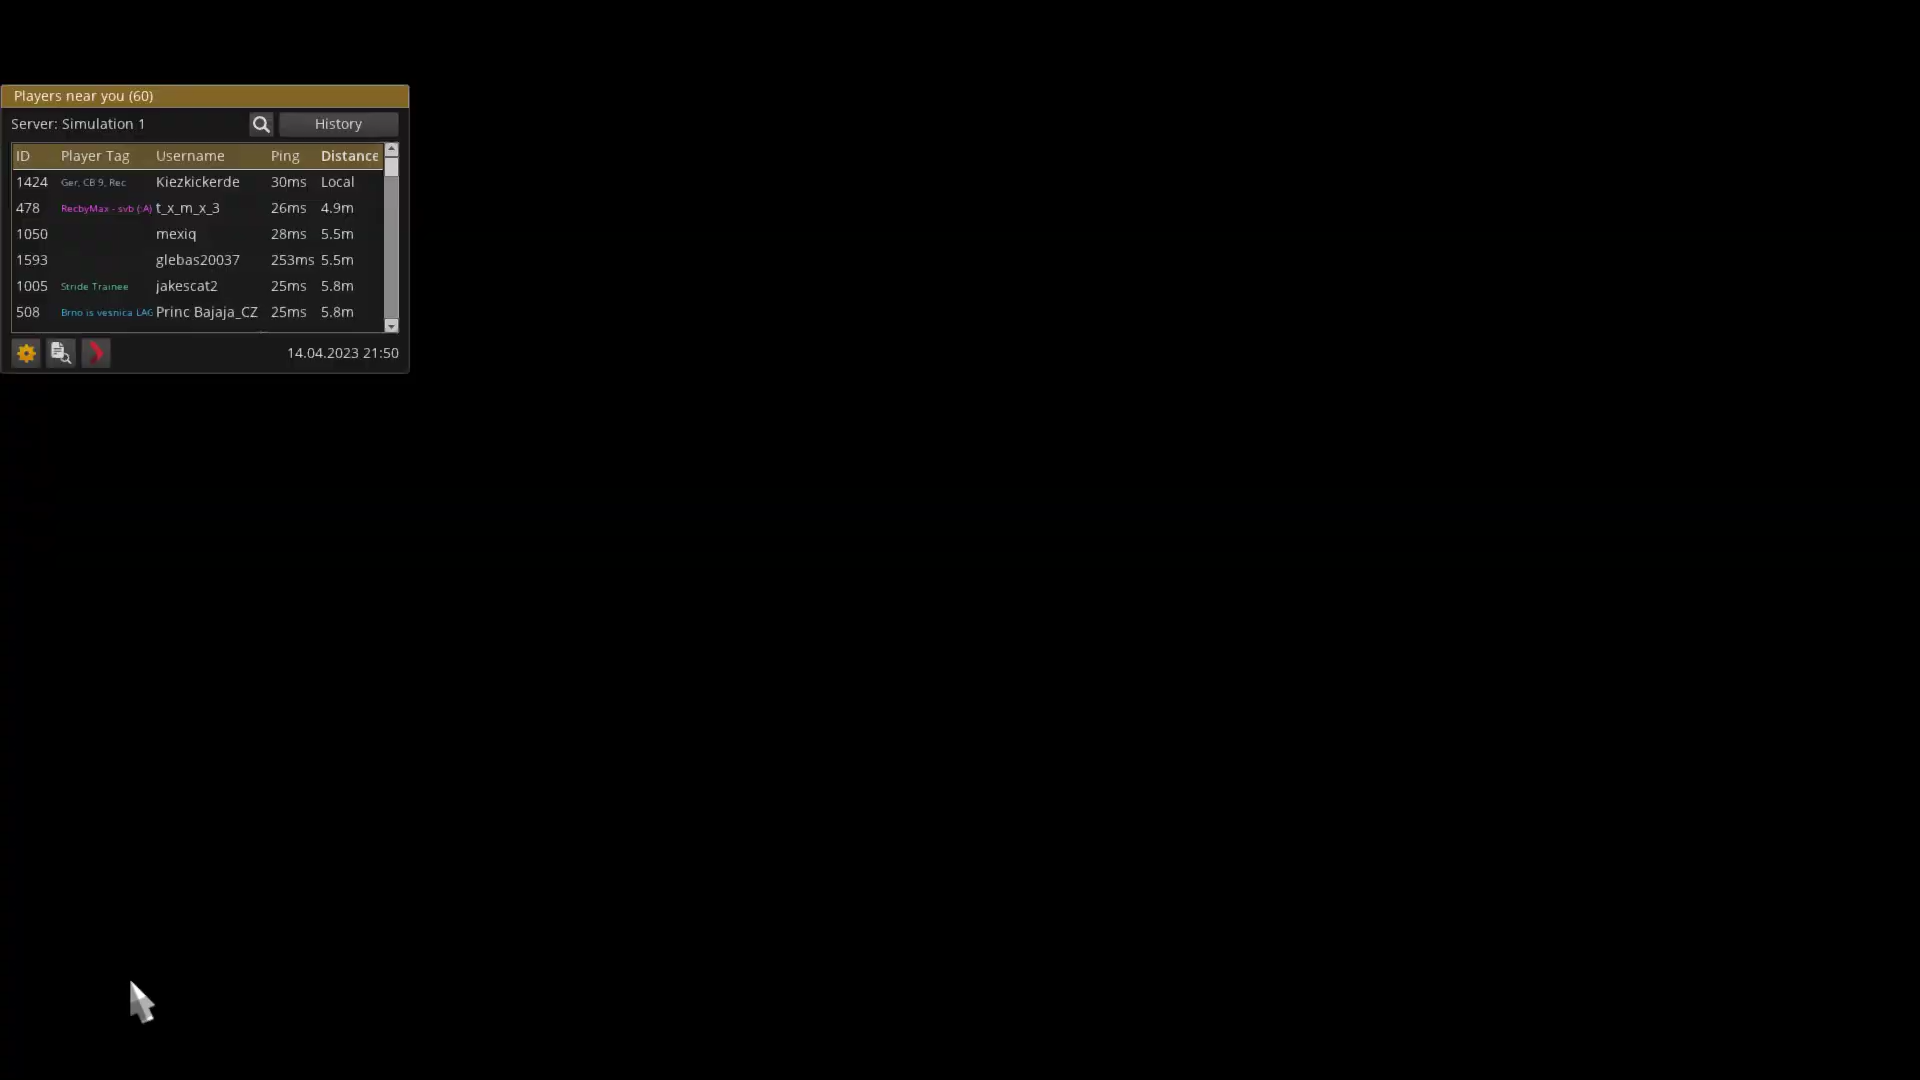 Players near you (60)
Server: Simulation 1 History
ID Player Tag Username Ping Distance
1424 Ger, CB 9, Rec Kiezkickerde 30ms Local
478 RecbyMax - svb (:A) t_x_m_x_3 26ms 4.9m
1050 mexiq 28ms 5.5m
1593 glebas20037 253ms 5.5m
1005 Stride Trainee jakescat2 25ms 5.8m
508 Brno is vesnica LAG Princ Bajaja_CZ 25ms 5.8m
14.04.2023 21:50